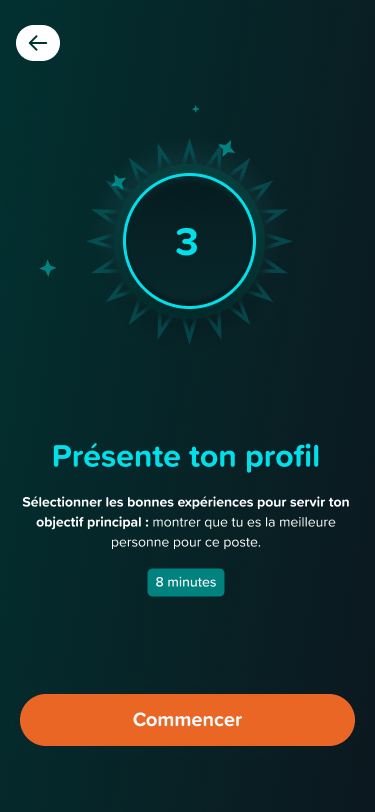 3
Présente ton profil
Sélectionner les bonnes expériences pour servir ton
objectif principal : montrer que tu es la meilleure
personne pour ce poste.
8 minutes
Commencer